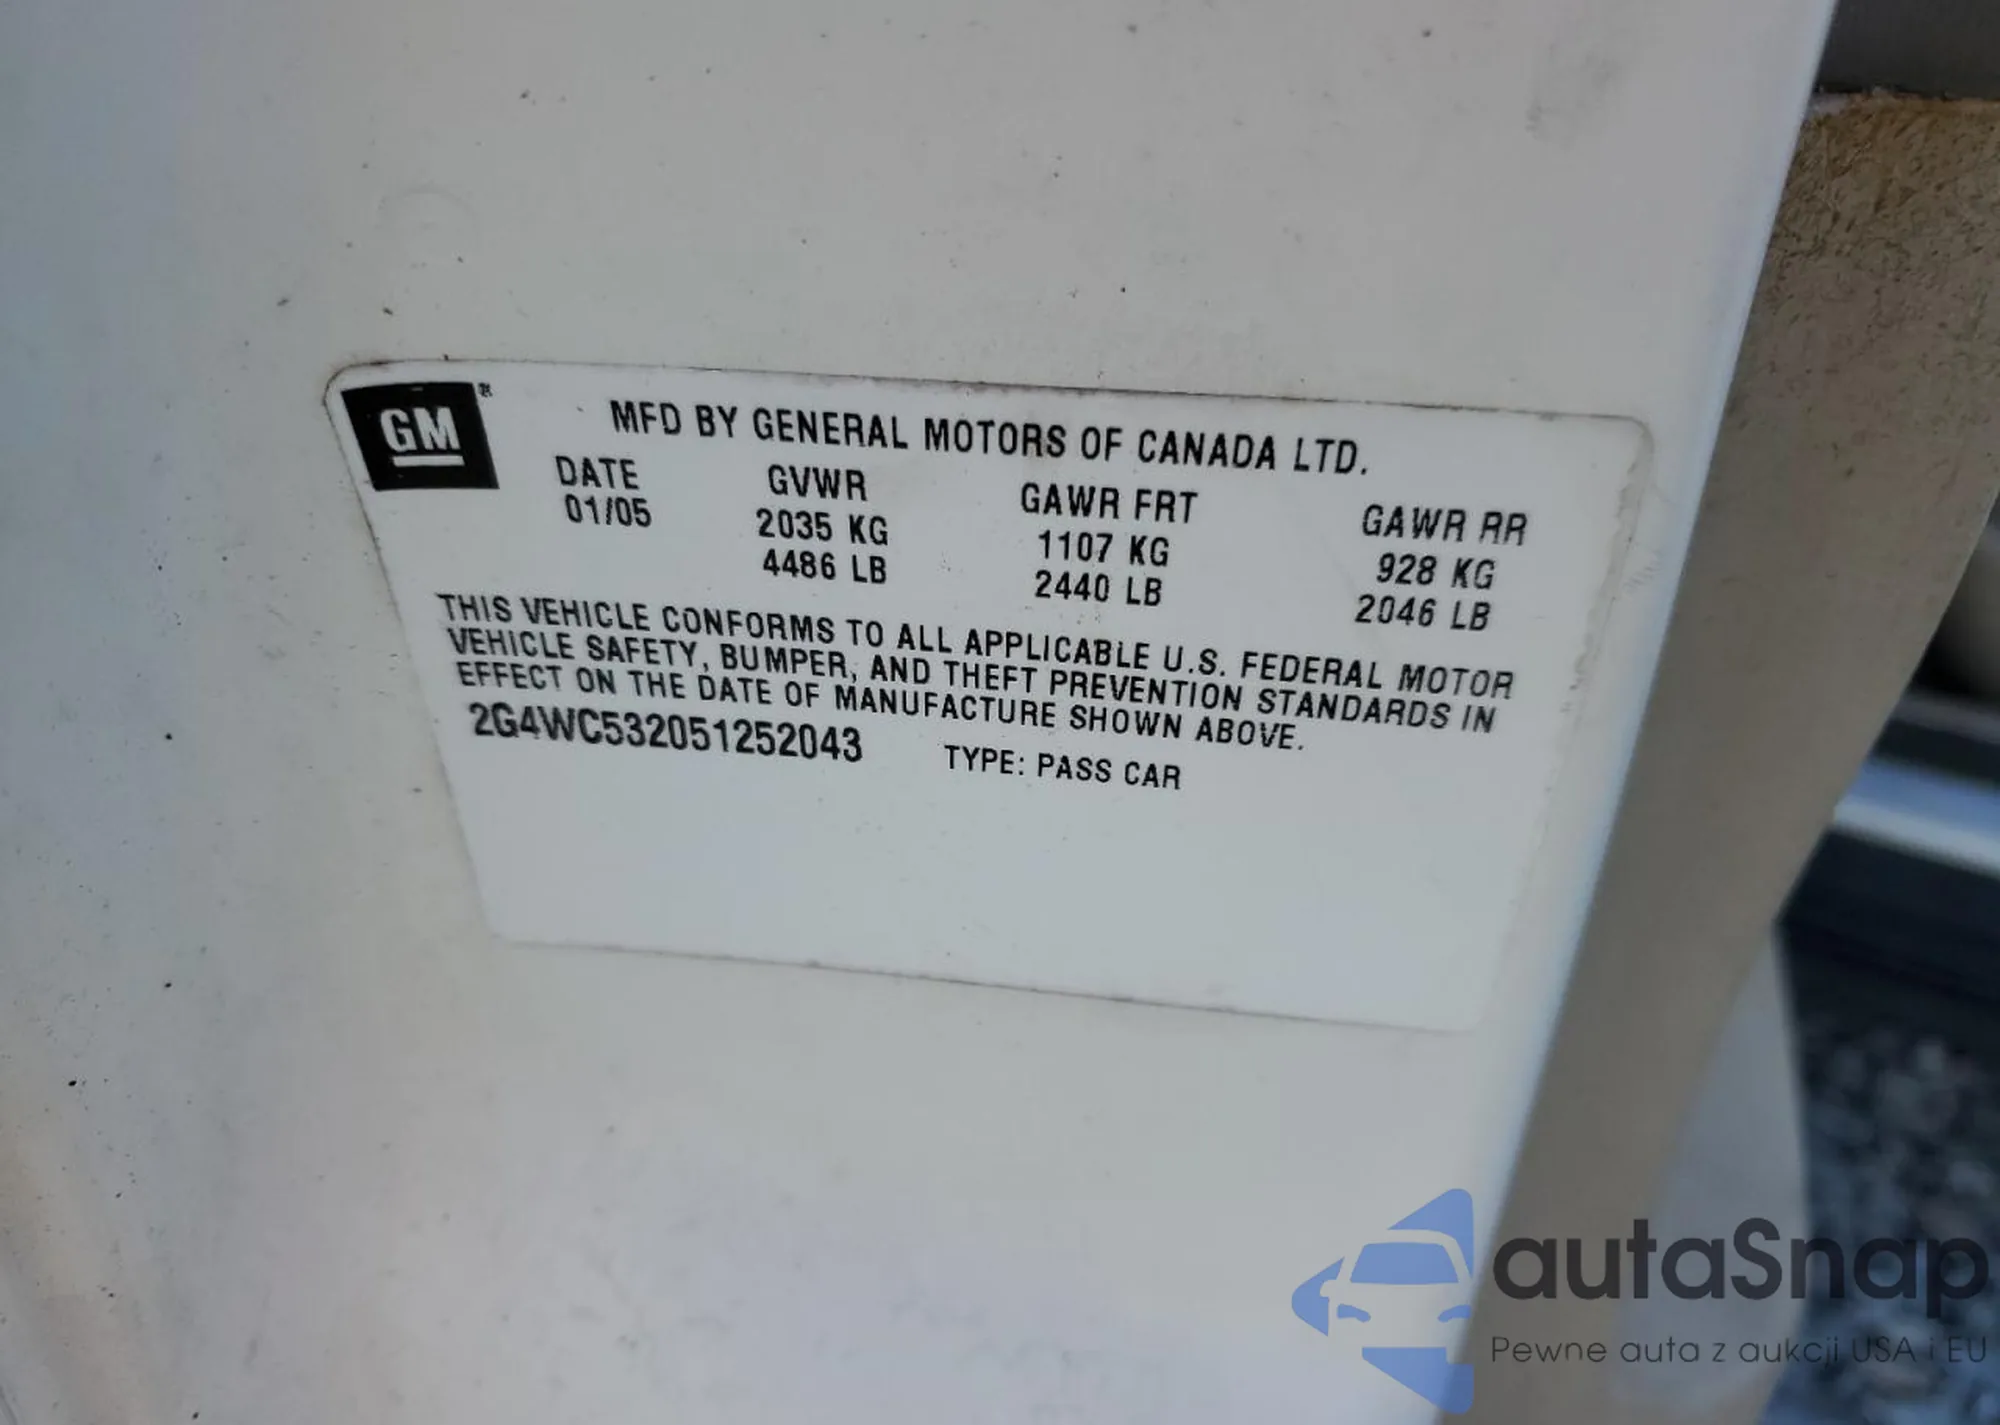 GM®
MFD BY GENERAL MOTORS OF CANADA LTD.
DATE GVWR GAWR FRT GAWR RR
01/05 2035 KG 1107 KG 928 KG
4486 LB 2440 LB 2046 LB
THIS VEHICLE CONFORMS TO ALL APPLICABLE U.S. FEDERAL MOTOR
VEHICLE SAFETY, BUMPER, AND THEFT PREVENTION STANDARDS IN
EFFECT ON THE DATE OF MANUFACTURE SHOWN ABOVE.
2G4WC532051252043 TYPE: PASS CAR
autaSnap
Pewne auta z aukcji USA i EU